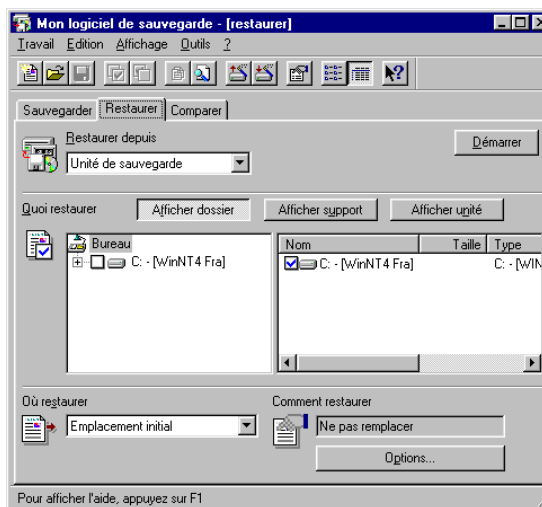 Mon logiciel de sauvegarde - [restaurer]
Travail Edition Affichage Outils ?
Sauvegarder Restaurer Comparer
Restaurer depuis
Unité de sauvegarde
Démarrer
Quoi restaurer Afficher dossier Afficher support Afficher unité
Bureau
C: - [WinNT4 Fra]
Nom Taille Type
C: - [WinNT4 Fra] C: - [WIN
Où restaurer
Emplacement initial
Comment restaurer
Ne pas remplacer
Options...
Pour afficher l'aide, appuyez sur F1